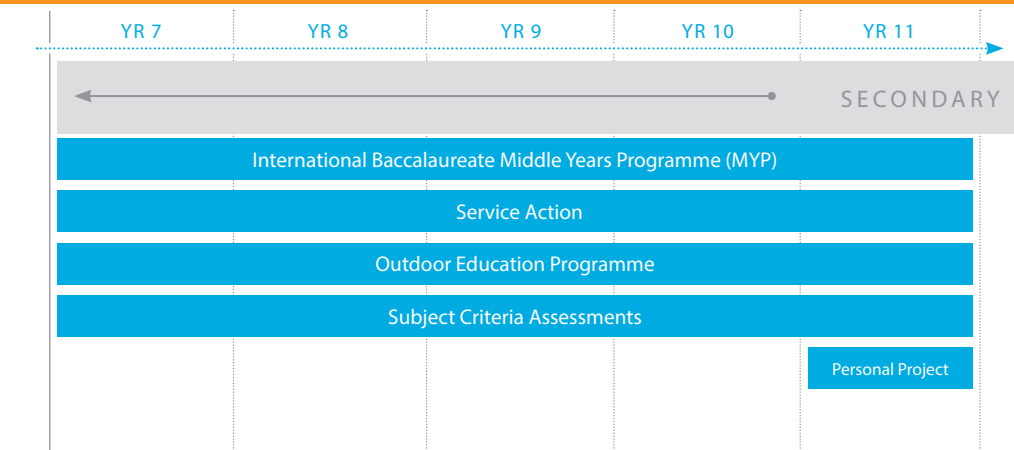 YR 7 YR 8 YR 9 YR 10 YR 11
SECONDARY
International Baccalaureate Middle Years Programme (MYP)
Service Action
Outdoor Education Programme
Subject Criteria Assessments
Personal Project